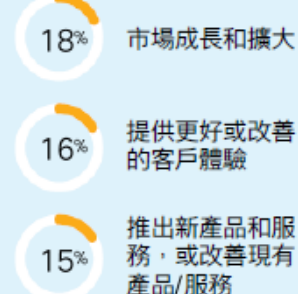 18%
市場成長和擴大
16%
提供更好或改善
的客戶體驗
15%
推出新產品和服
務，或改善現有
產品/服務